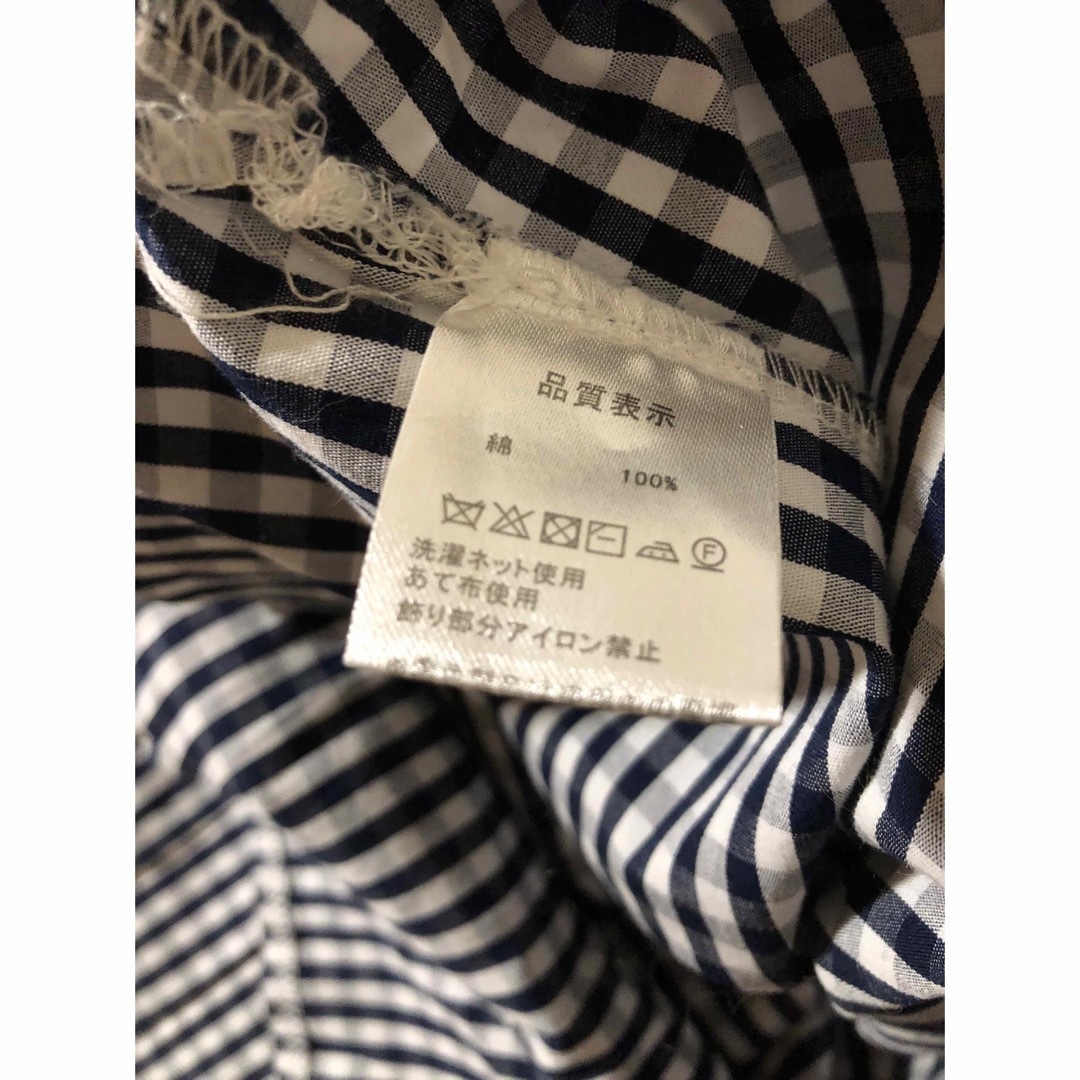 品質表示
綿 100%
F
洗濯ネット使用
あて布使用
飾り部分アイロン禁止